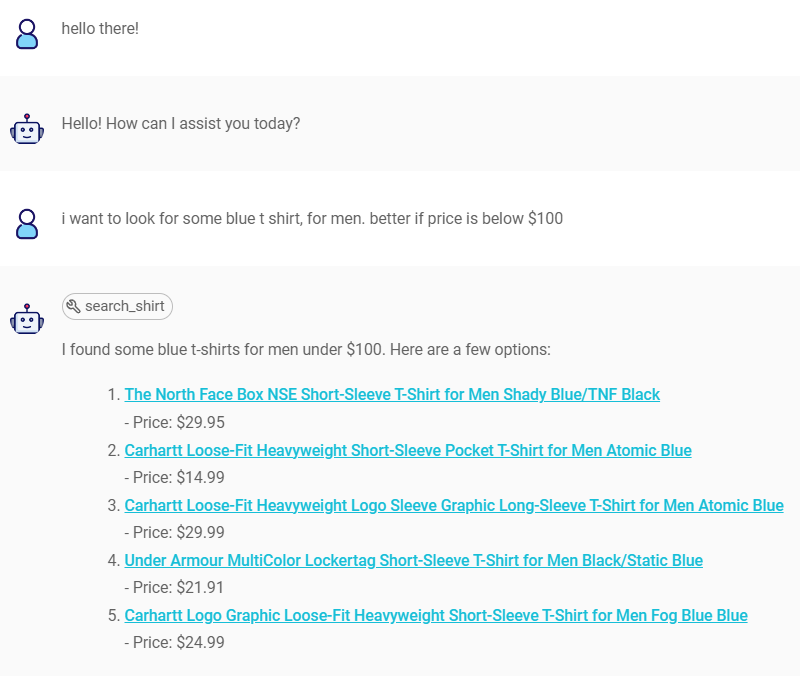 hello there!
Hello! How can I assist you today?
i want to look for some blue t shirt, for men. better if price is below $100
search_shirt
I found some blue t-shirts for men under $100. Here are a few options:
1. The North Face Box NSE Short-Sleeve T-Shirt for Men Shady Blue/TNF Black
- Price: $29.95
2. Carhartt Loose-Fit Heavyweight Short-Sleeve Pocket T-Shirt for Men Atomic Blue
- Price: $14.99
3. Carhartt Loose-Fit Heavyweight Logo Sleeve Graphic Long-Sleeve T-Shirt for Men Atomic Blue
- Price: $29.99
4. Under Armour MultiColor Lockertag Short-Sleeve T-Shirt for Men Black/Static Blue
- Price: $21.91
5. Carhartt Logo Graphic Loose-Fit Heavyweight Short-Sleeve T-Shirt for Men Fog Blue Blue
- Price: $24.99